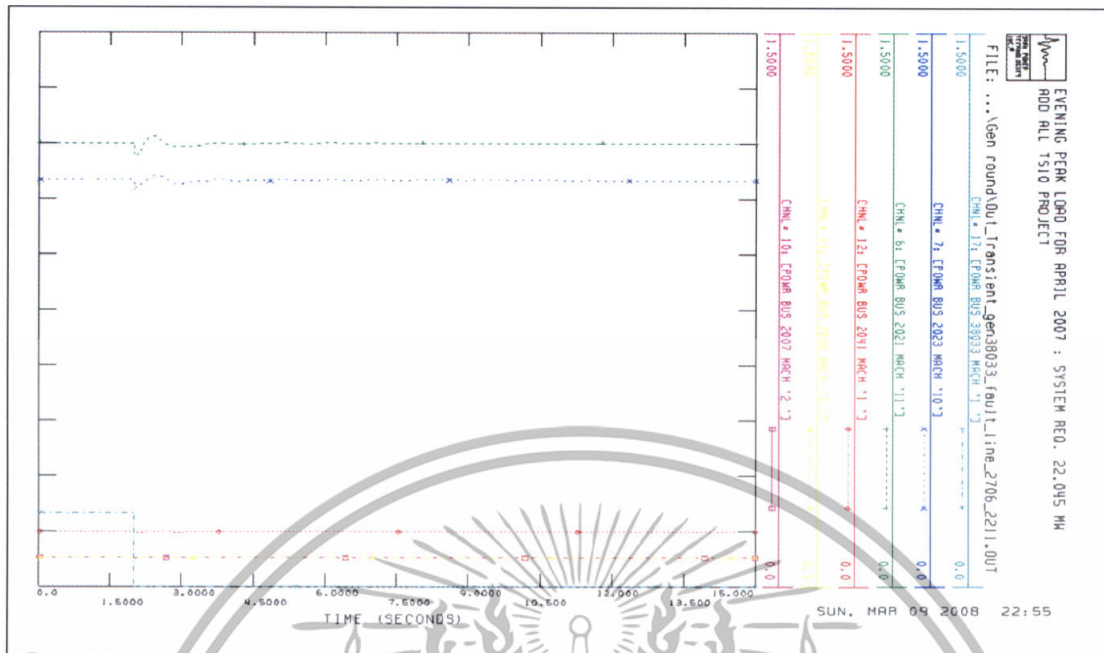 EVENING PEAK LOAD FOR APRIL 2007 : SYSTEM REQ. 22,045 MW
ADD ALL TSIO PROJECT
FILE: ...\Gen round\Out_Transient_gen38033_fault_line_2706_2211.OUT
CHNL# 17: [POWR BUS 38033 MACH '1 ']
1.5000 0.0
CHNL# 7: [POWR BUS 2023 MACH '10']
1.5000 0.0
CHNL# 6: [POWR BUS 2021 MACH '11']
1.5000 0.0
CHNL# 12: [POWR BUS 2041 MACH '1 ']
1.5000 0.0
1.5000 0.0
CHNL# 10: [POWR BUS 2007 MACH '2 ']
1.5000 0.0
0.0 1.5000 3.0000 4.5000 6.0000 7.5000 9.0000 10.500 12.000 13.500 15.000
TIME (SECONDS)
SUN, MAR 09 2008 22:55